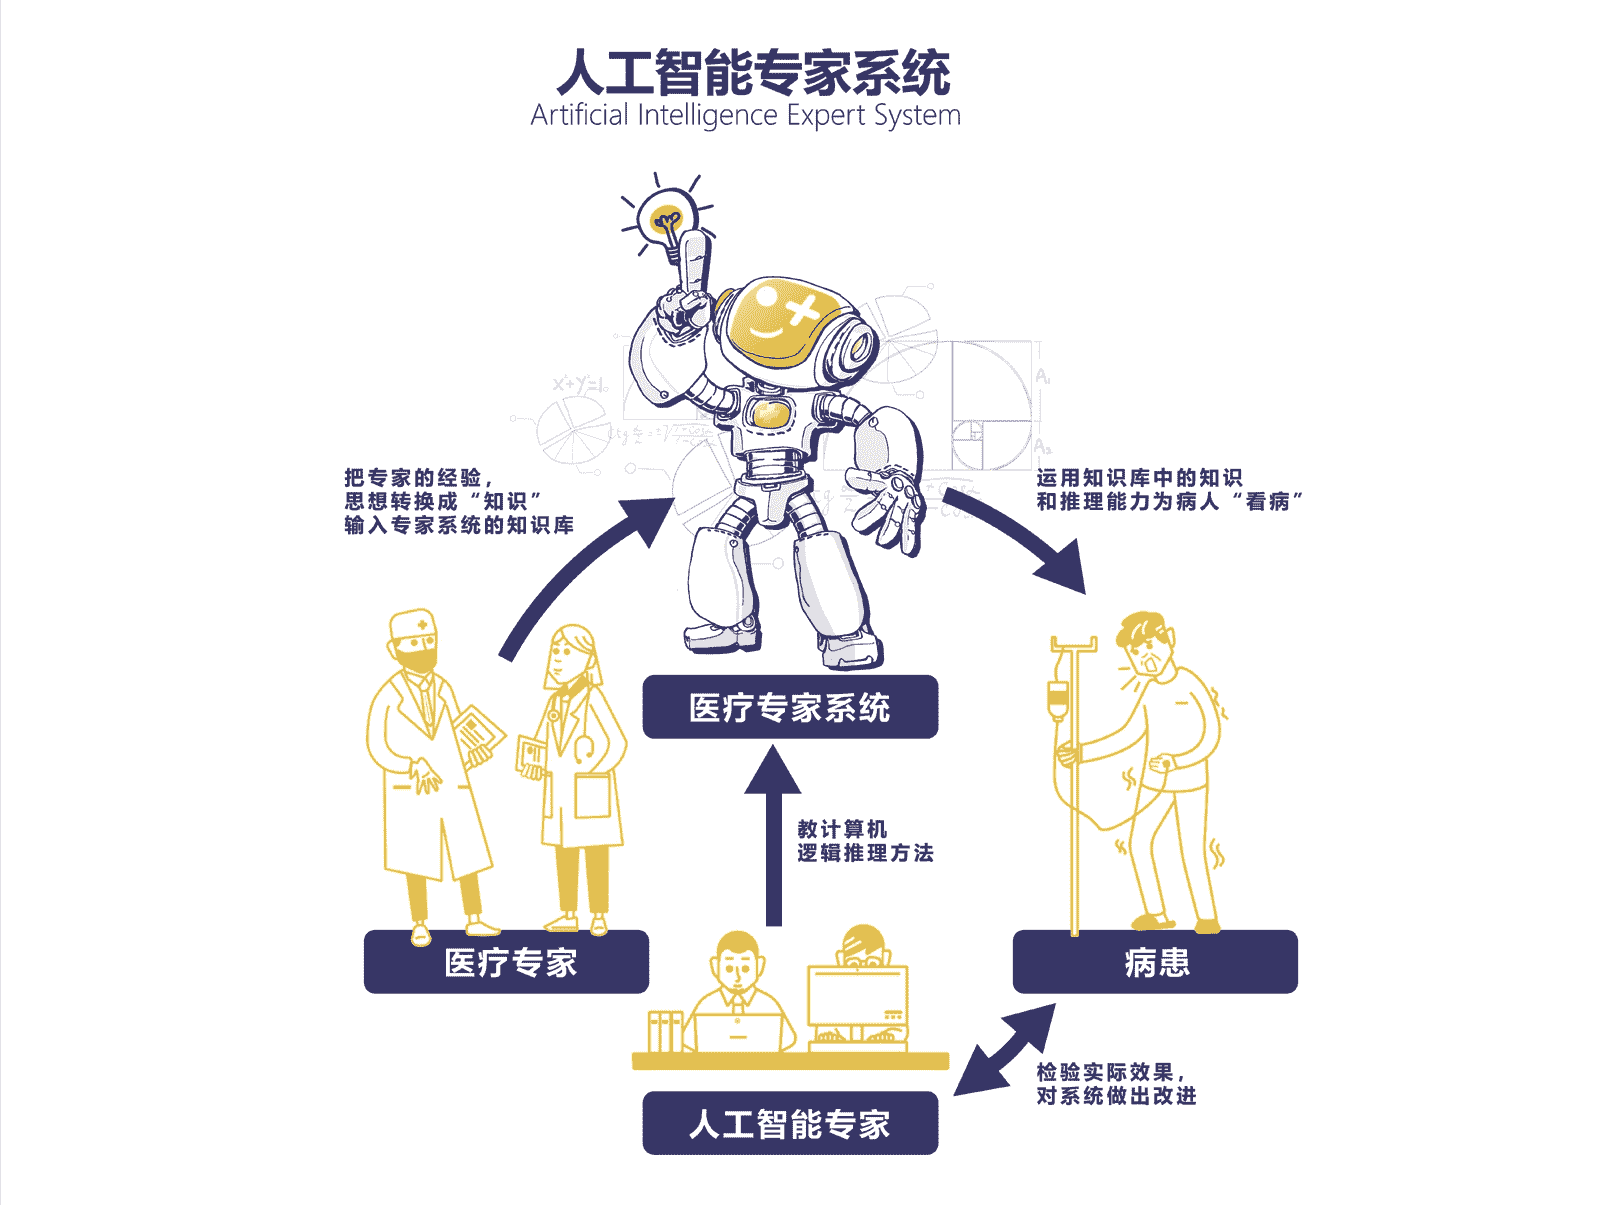 人工智能专家系统
Artificial Intelligence Expert System
x²+y²=1.
A₁
A₂
把专家的经验，
思想转换成“知识”
输入专家系统的知识库
运用知识库中的知识
和推理能力为病人“看病”
医疗专家系统
教计算机
逻辑推理方法
医疗专家
病患
检验实际效果，
对系统做出改进
人工智能专家